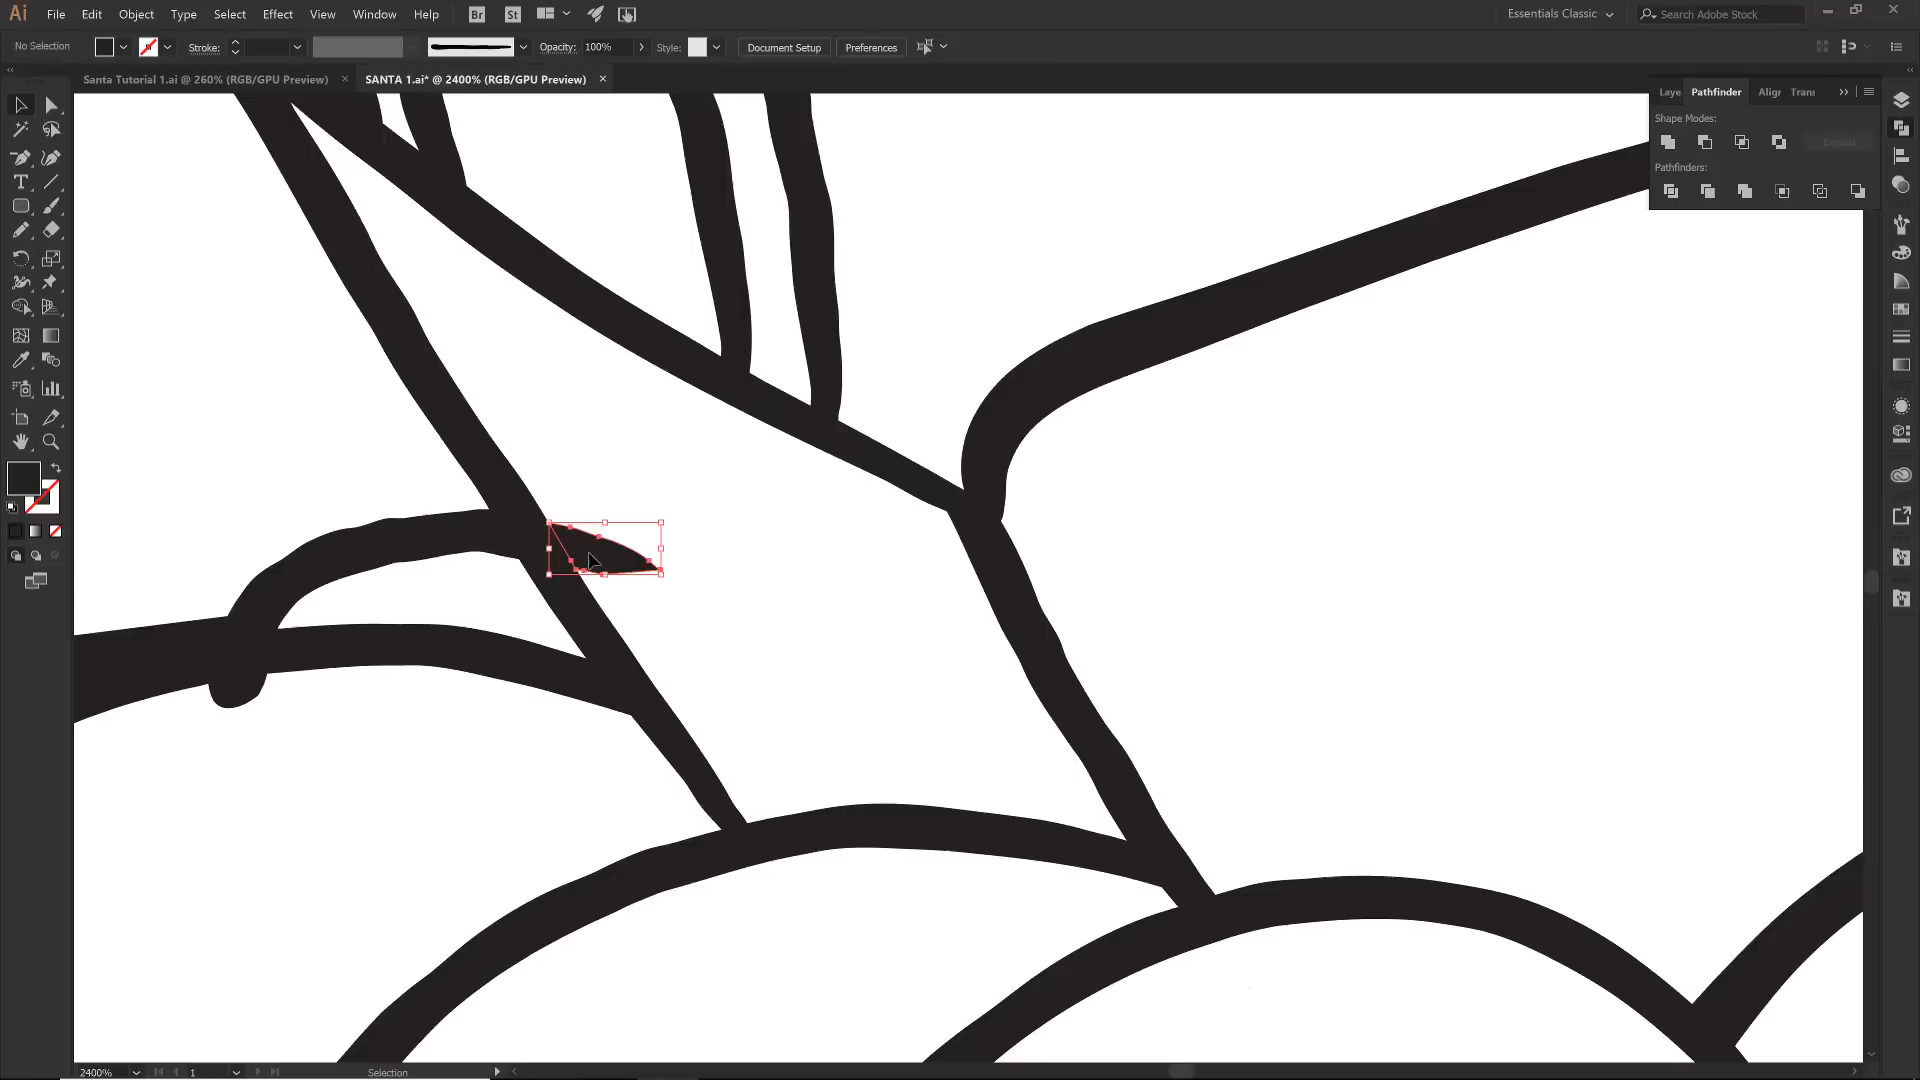 Ai File Edit Object Type Select Effect View Window Help Br St Essentials Classic Search Adobe Stock
No Selection Stroke: Opacity: 100% Style: Document Setup Preferences
Santa Tutorial 1.ai @ 260% (RGB/GPU Preview) × SANTA 1.ai* @ 2400% (RGB/GPU Preview) ×
Laye Pathfinder Aligr Trans
Shape Modes:
Expand
Pathfinders:
2400% 1 Selection